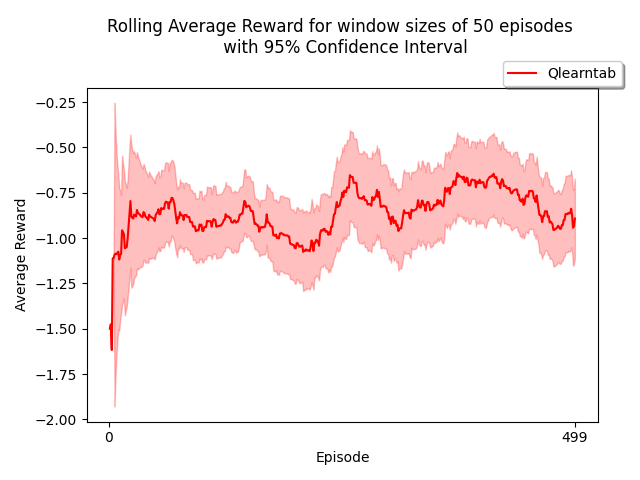 Rolling Average Reward for window sizes of 50 episodes
with 95% Confidence Interval
Qlearntab
−0.25
−0.50
−0.75
−1.00
−1.25
−1.50
−1.75
−2.00
Average Reward
0
499
Episode